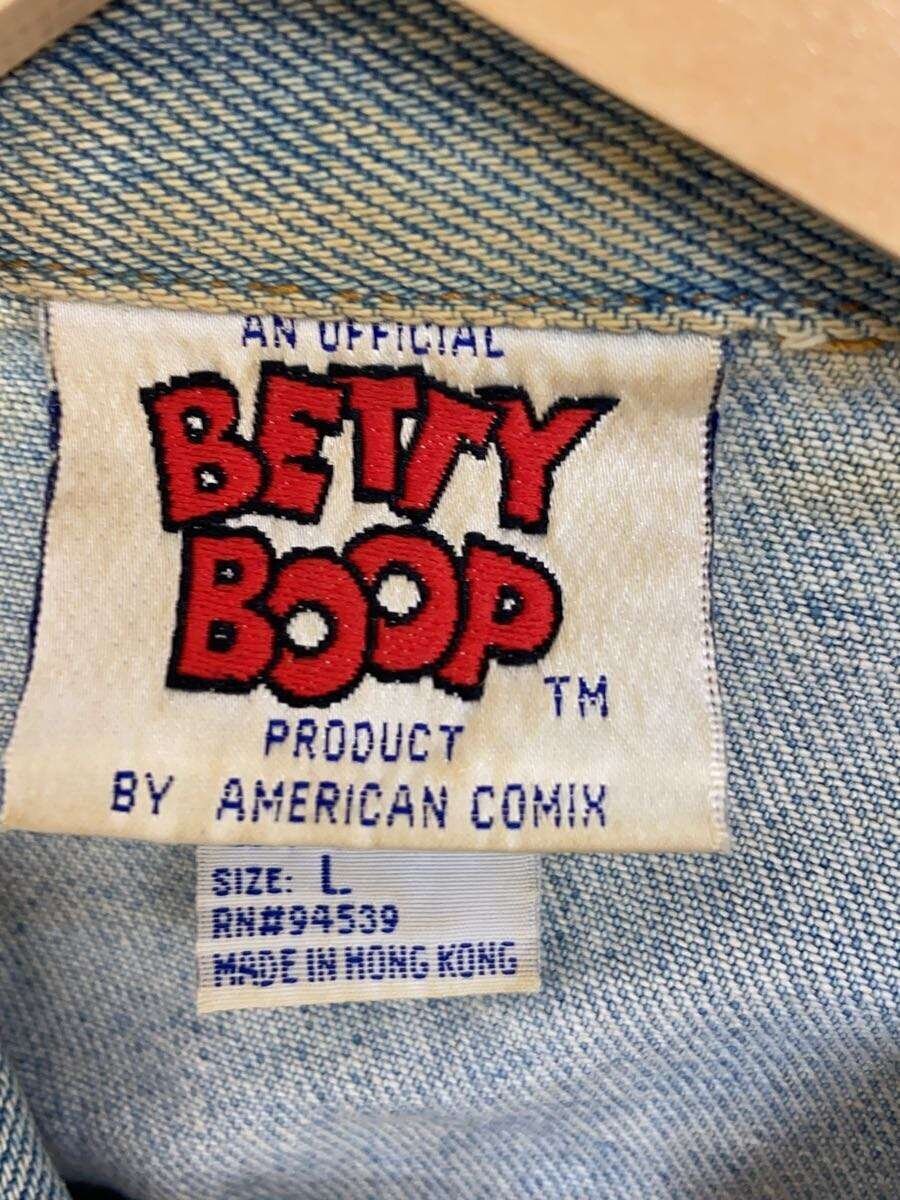 AN OFFICIAL
BETTY
BOOP
TM
PRODUCT
BY AMERICAN COMIX
SIZE: L
RN#94539
MADE IN HONG KONG